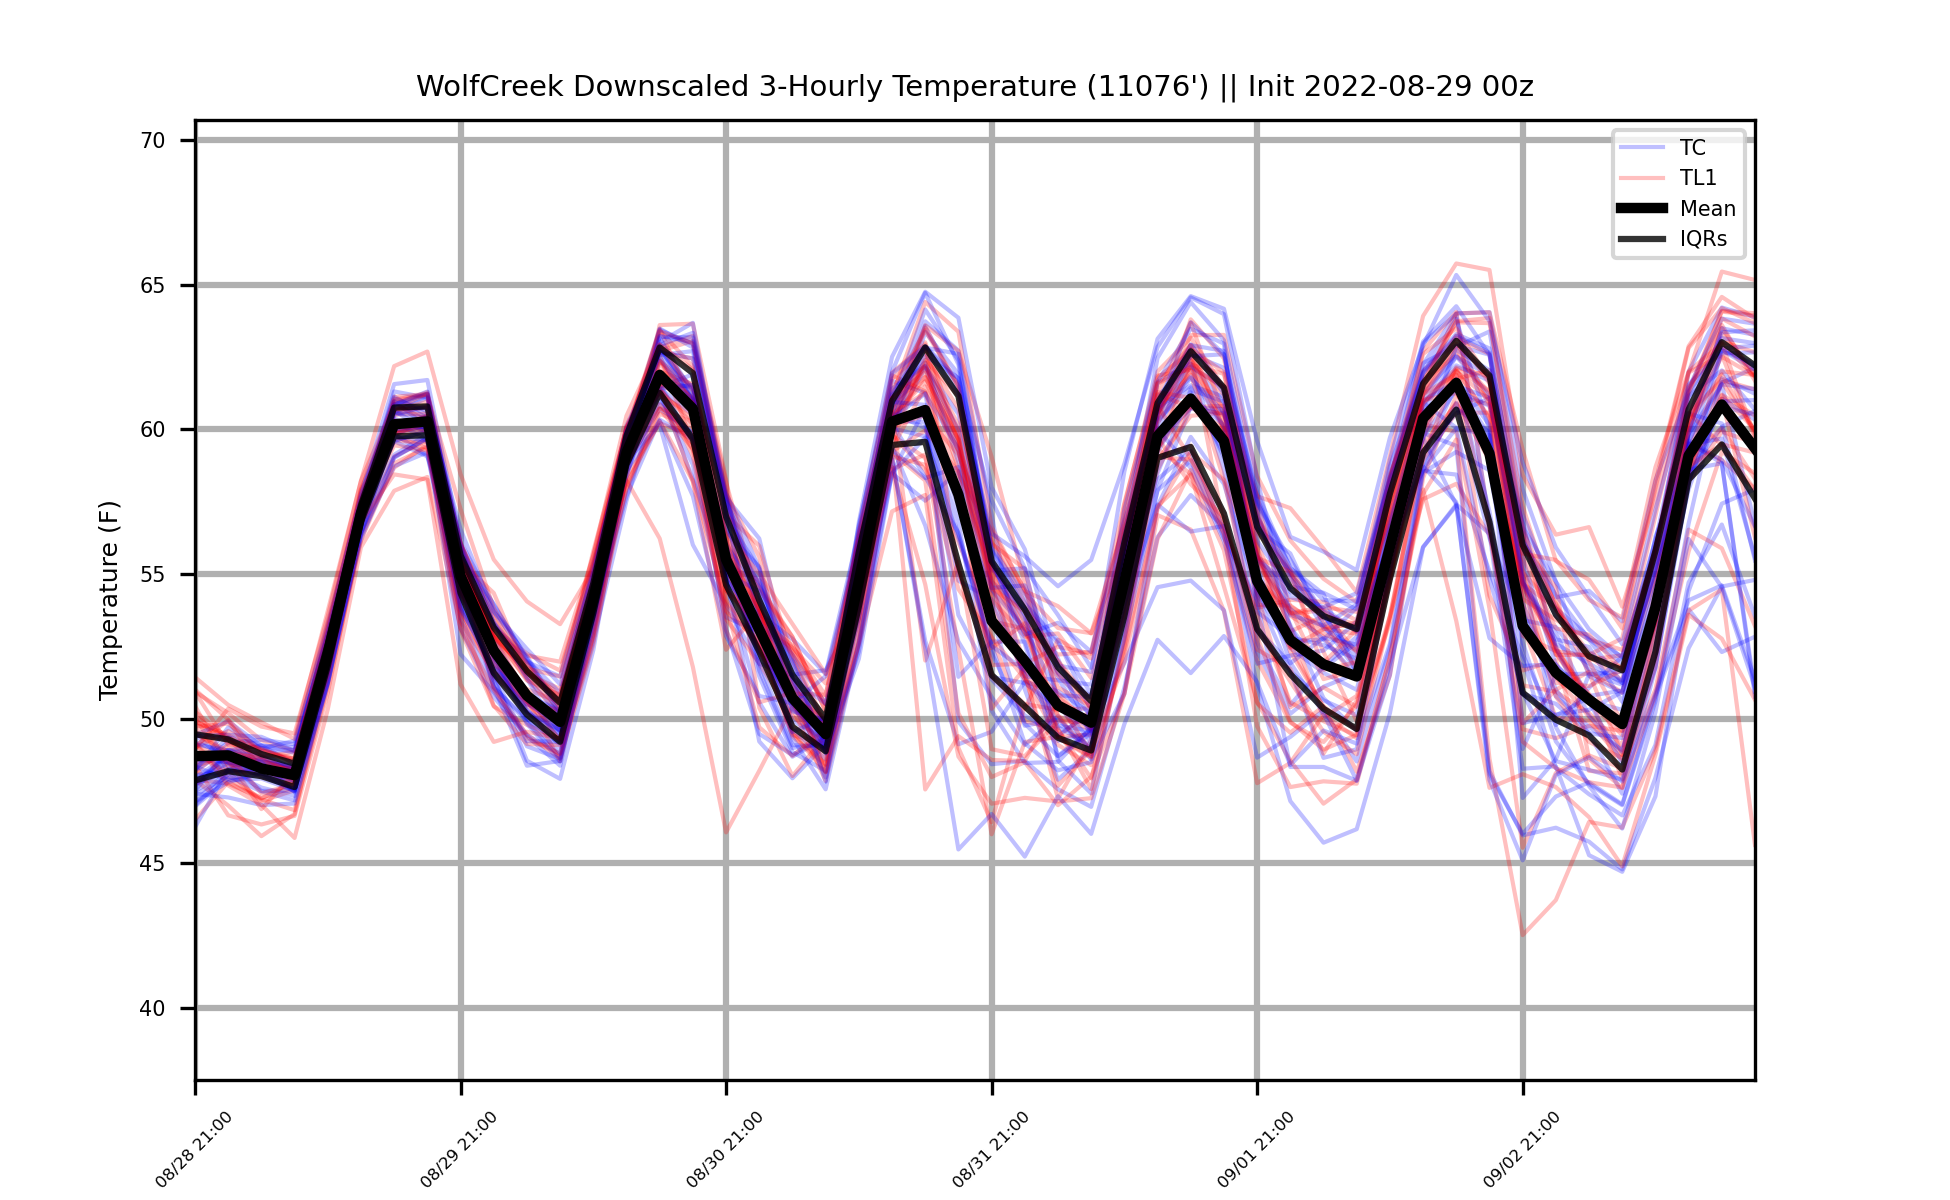 WolfCreek Downscaled 3-Hourly Temperature (11076') || Init 2022-08-29 00z
TC
TL1
Mean
IQRs
Temperature (F)
70
65
60
55
50
45
40
08/28 21:00
08/29 21:00
08/30 21:00
08/31 21:00
09/01 21:00
09/02 21:00